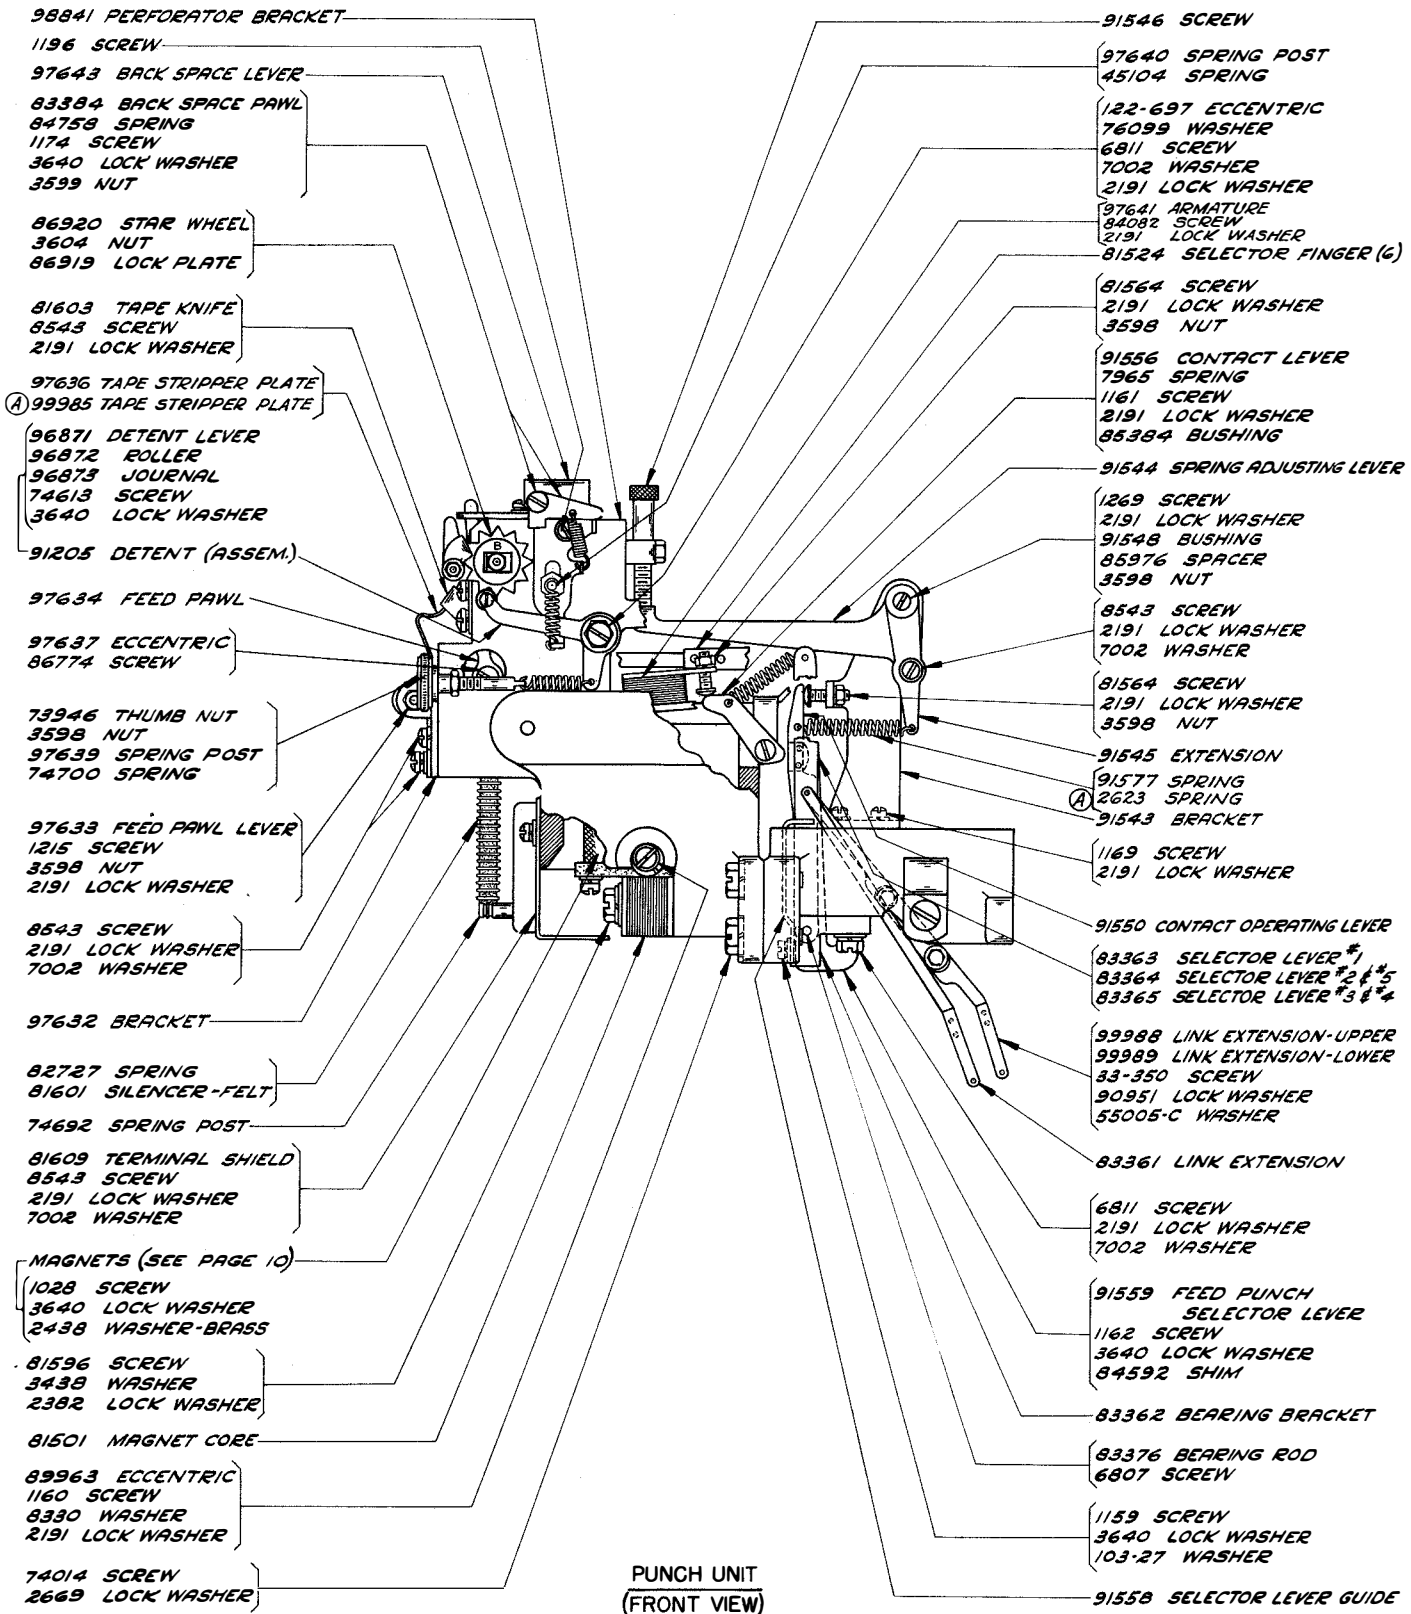 98841 PERFORATOR BRACKET
1196 SCREW
97643 BACK SPACE LEVER
83384 BACK SPACE PAWL
84758 SPRING
1174 SCREW
3640 LOCK WASHER
3599 NUT
86920 STAR WHEEL
3604 NUT
86919 LOCK PLATE
81603 TAPE KNIFE
8543 SCREW
2191 LOCK WASHER
97636 TAPE STRIPPER PLATE
(A) 99985 TAPE STRIPPER PLATE
96871 DETENT LEVER
96872 ROLLER
96873 JOURNAL
74613 SCREW
3640 LOCK WASHER
91205 DETENT (ASSEM.)
97634 FEED PAWL
97637 ECCENTRIC
86774 SCREW
73946 THUMB NUT
3598 NUT
97639 SPRING POST
74700 SPRING
97633 FEED PAWL LEVER
1215 SCREW
3598 NUT
2191 LOCK WASHER
8543 SCREW
2191 LOCK WASHER
7002 WASHER
97632 BRACKET
82727 SPRING
81601 SILENCER-FELT
74692 SPRING POST
81609 TERMINAL SHIELD
8543 SCREW
2191 LOCK WASHER
7002 WASHER
MAGNETS (SEE PAGE 10)
1028 SCREW
3640 LOCK WASHER
2438 WASHER-BRASS
81596 SCREW
3438 WASHER
2382 LOCK WASHER
81501 MAGNET CORE
89963 ECCENTRIC
1160 SCREW
8330 WASHER
2191 LOCK WASHER
74014 SCREW
2669 LOCK WASHER
B
91546 SCREW
97640 SPRING POST
45104 SPRING
122-697 ECCENTRIC
76099 WASHER
6811 SCREW
7002 WASHER
2191 LOCK WASHER
97641 ARMATURE
84082 SCREW
2191 LOCK WASHER
81524 SELECTOR FINGER (6)
81564 SCREW
2191 LOCK WASHER
3598 NUT
91556 CONTACT LEVER
7965 SPRING
1161 SCREW
2191 LOCK WASHER
85384 BUSHING
91544 SPRING ADJUSTING LEVER
1269 SCREW
2191 LOCK WASHER
91548 BUSHING
85976 SPACER
3598 NUT
8543 SCREW
2191 LOCK WASHER
7002 WASHER
81564 SCREW
2191 LOCK WASHER
3598 NUT
91545 EXTENSION
91577 SPRING
(A) 2623 SPRING
91543 BRACKET
1169 SCREW
2191 LOCK WASHER
91550 CONTACT OPERATING LEVER
83363 SELECTOR LEVER #1
83364 SELECTOR LEVER #2 & #5
83365 SELECTOR LEVER #3 & #4
99988 LINK EXTENSION-UPPER
99989 LINK EXTENSION-LOWER
33-350 SCREW
90951 LOCK WASHER
55005-C WASHER
83361 LINK EXTENSION
6811 SCREW
2191 LOCK WASHER
7002 WASHER
91559 FEED PUNCH
SELECTOR LEVER
1162 SCREW
3640 LOCK WASHER
84592 SHIM
83362 BEARING BRACKET
83376 BEARING ROD
6807 SCREW
1159 SCREW
3640 LOCK WASHER
103-27 WASHER
91558 SELECTOR LEVER GUIDE
PUNCH UNIT
(FRONT VIEW)